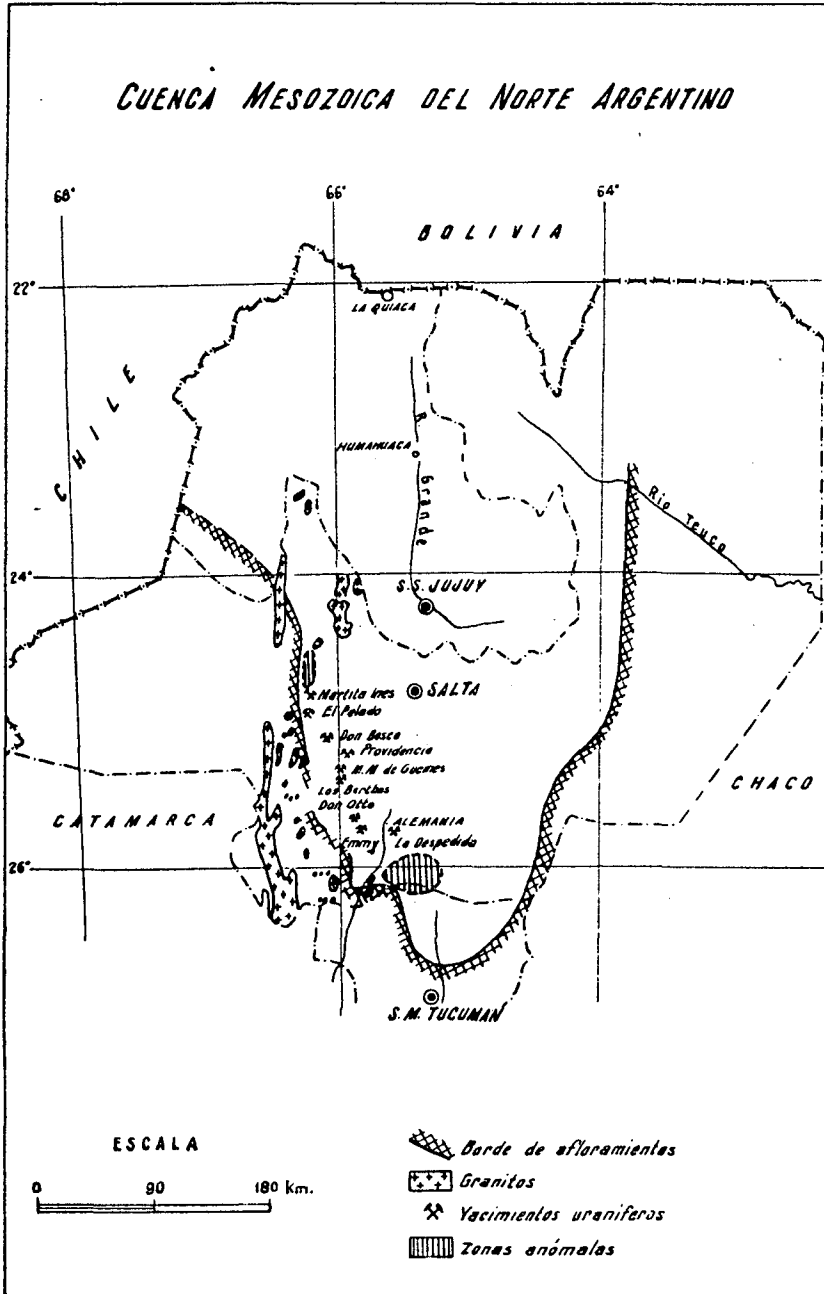 CUENCA MESOZOICA DEL NORTE ARGENTINO
68° 66° 64°
BOLIVIA
22°
LA QUIACA
CHILE
HUMAHUACA
R. Grande
Río Teuco
24°
S.S. JUJUY
SALTA
Martita Ines
El Pelado
Don Bosco
Providencia
M.M. de Guemes
Los Berthos
Don Otto
CHACO
CATAMARCA
ALEMANIA
Emmy
La Despedida
26°
S.M. TUCUMAN
ESCALA
0 90 180 km.
Borde de afloramientos
Granitos
Yacimientos uraniferos
Zonas anómalas